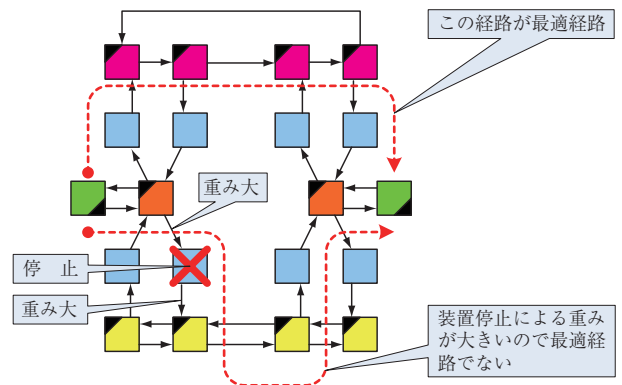 この経路が最適経路
重み大
停 止
重み大
装置停止による重み
が大きいので最適経
路でない